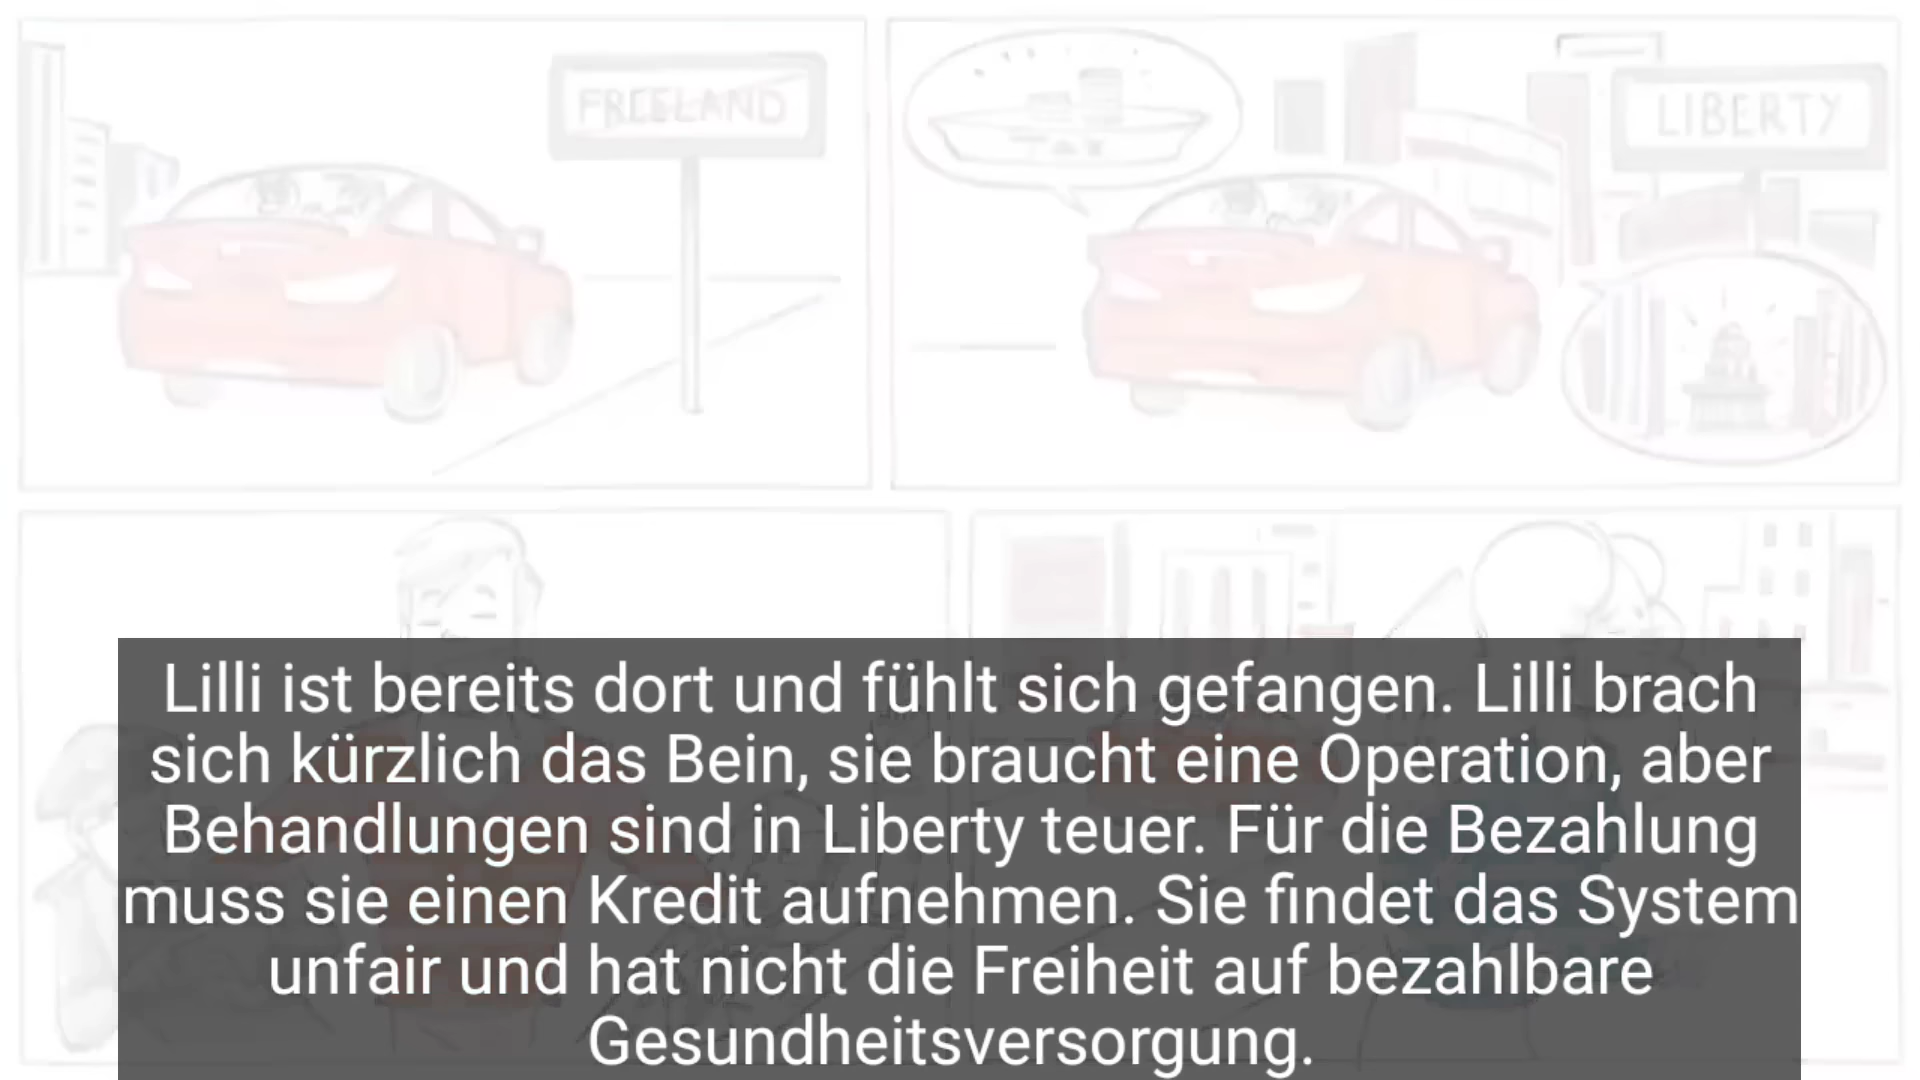 FREELAND
LIBERTY
Lilli ist bereits dort und fühlt sich gefangen. Lilli brach
sich kürzlich das Bein, sie braucht eine Operation, aber
Behandlungen sind in Liberty teuer. Für die Bezahlung
muss sie einen Kredit aufnehmen. Sie findet das System
unfair und hat nicht die Freiheit auf bezahlbare
Gesundheitsversorgung.